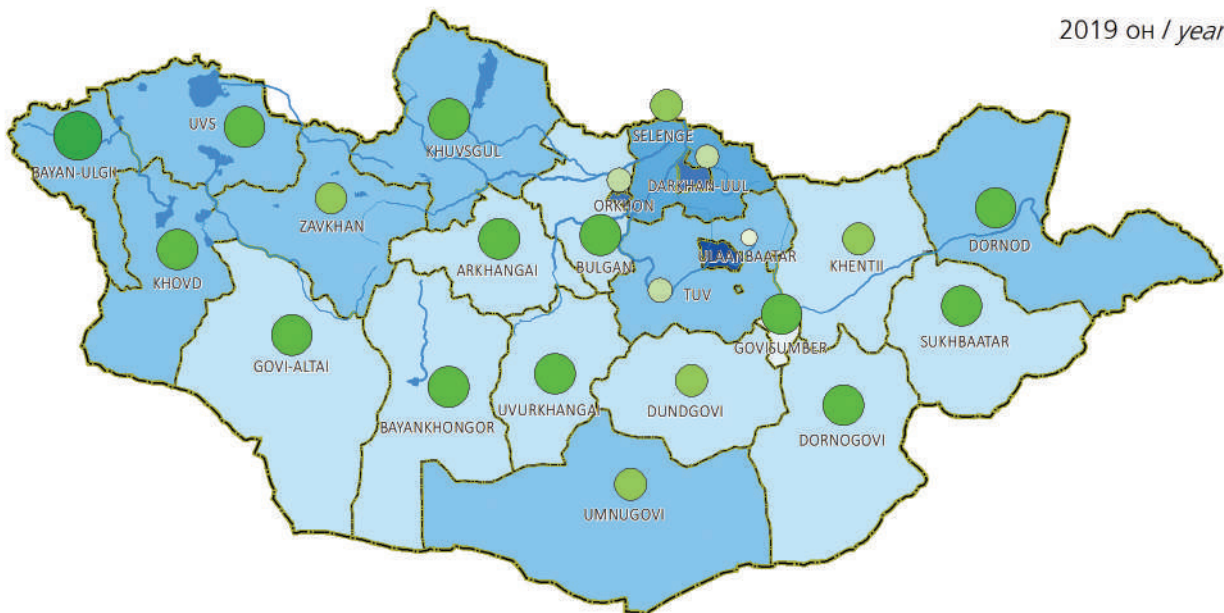 2019 он / year
SELENGE
UVS
KHUVSGUL
BAYAN-ULGII
DARKHAN-UUL
ORKHON
ZAVKHAN
DORNOD
ULAANBAATAR
KHENTII
ARKHANGAI
BULGAN
KHOVD
TUV
SUKHBAATAR
GOVISUMBER
GOVI-ALTAI
UVURKHANGAI
DUNDGOVI
BAYANKHONGOR
DORNOGOVI
UMNUGOVI